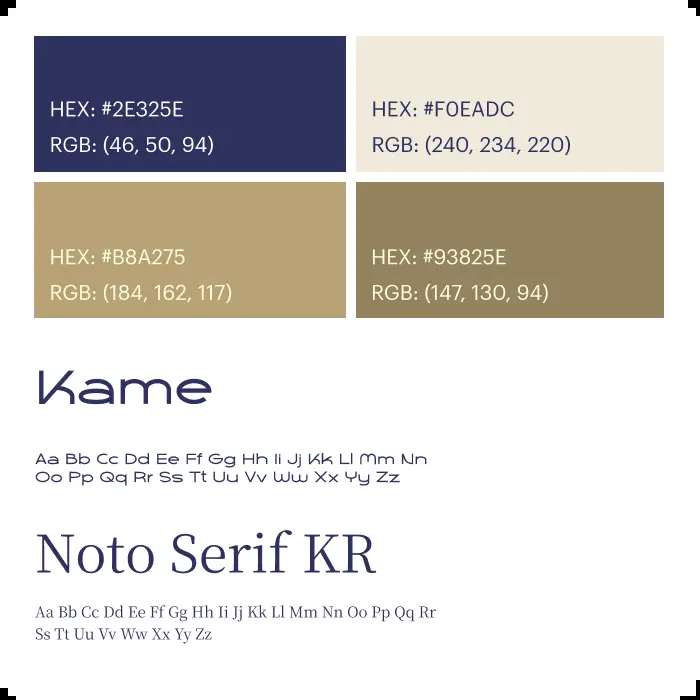 HEX: #2E325E
RGB: (46, 50, 94)
HEX: #F0EADC
RGB: (240, 234, 220)
HEX: #B8A275
RGB: (184, 162, 117)
HEX: #93825E
RGB: (147, 130, 94)
Kame
Aa Bb Cc Dd Ee Ff Gg Hh Ii Jj Kk Ll Mm Nn
Oo Pp Qq Rr Ss Tt Uu Vv Ww Xx Yy Zz
Noto Serif KR
Aa Bb Cc Dd Ee Ff Gg Hh Ii Jj Kk Ll Mm Nn Oo Pp Qq Rr
Ss Tt Uu Vv Ww Xx Yy Zz